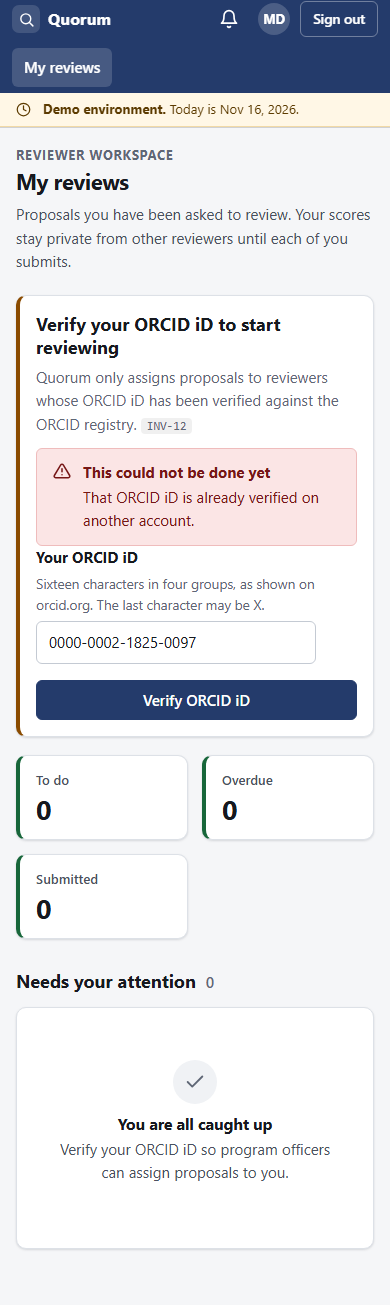 Quorum
MD
Sign out
My reviews
Demo environment. Today is Nov 16, 2026.
REVIEWER WORKSPACE
My reviews
Proposals you have been asked to review. Your scores
stay private from other reviewers until each of you
submits.
Verify your ORCID iD to start
reviewing
Quorum only assigns proposals to reviewers
whose ORCID iD has been verified against the
ORCID registry. INV-12
This could not be done yet
That ORCID iD is already verified on
another account.
Your ORCID iD
Sixteen characters in four groups, as shown on
orcid.org. The last character may be X.
0000-0002-1825-0097
Verify ORCID iD
To do
0
Overdue
0
Submitted
0
Needs your attention 0
You are all caught up
Verify your ORCID iD so program officers
can assign proposals to you.